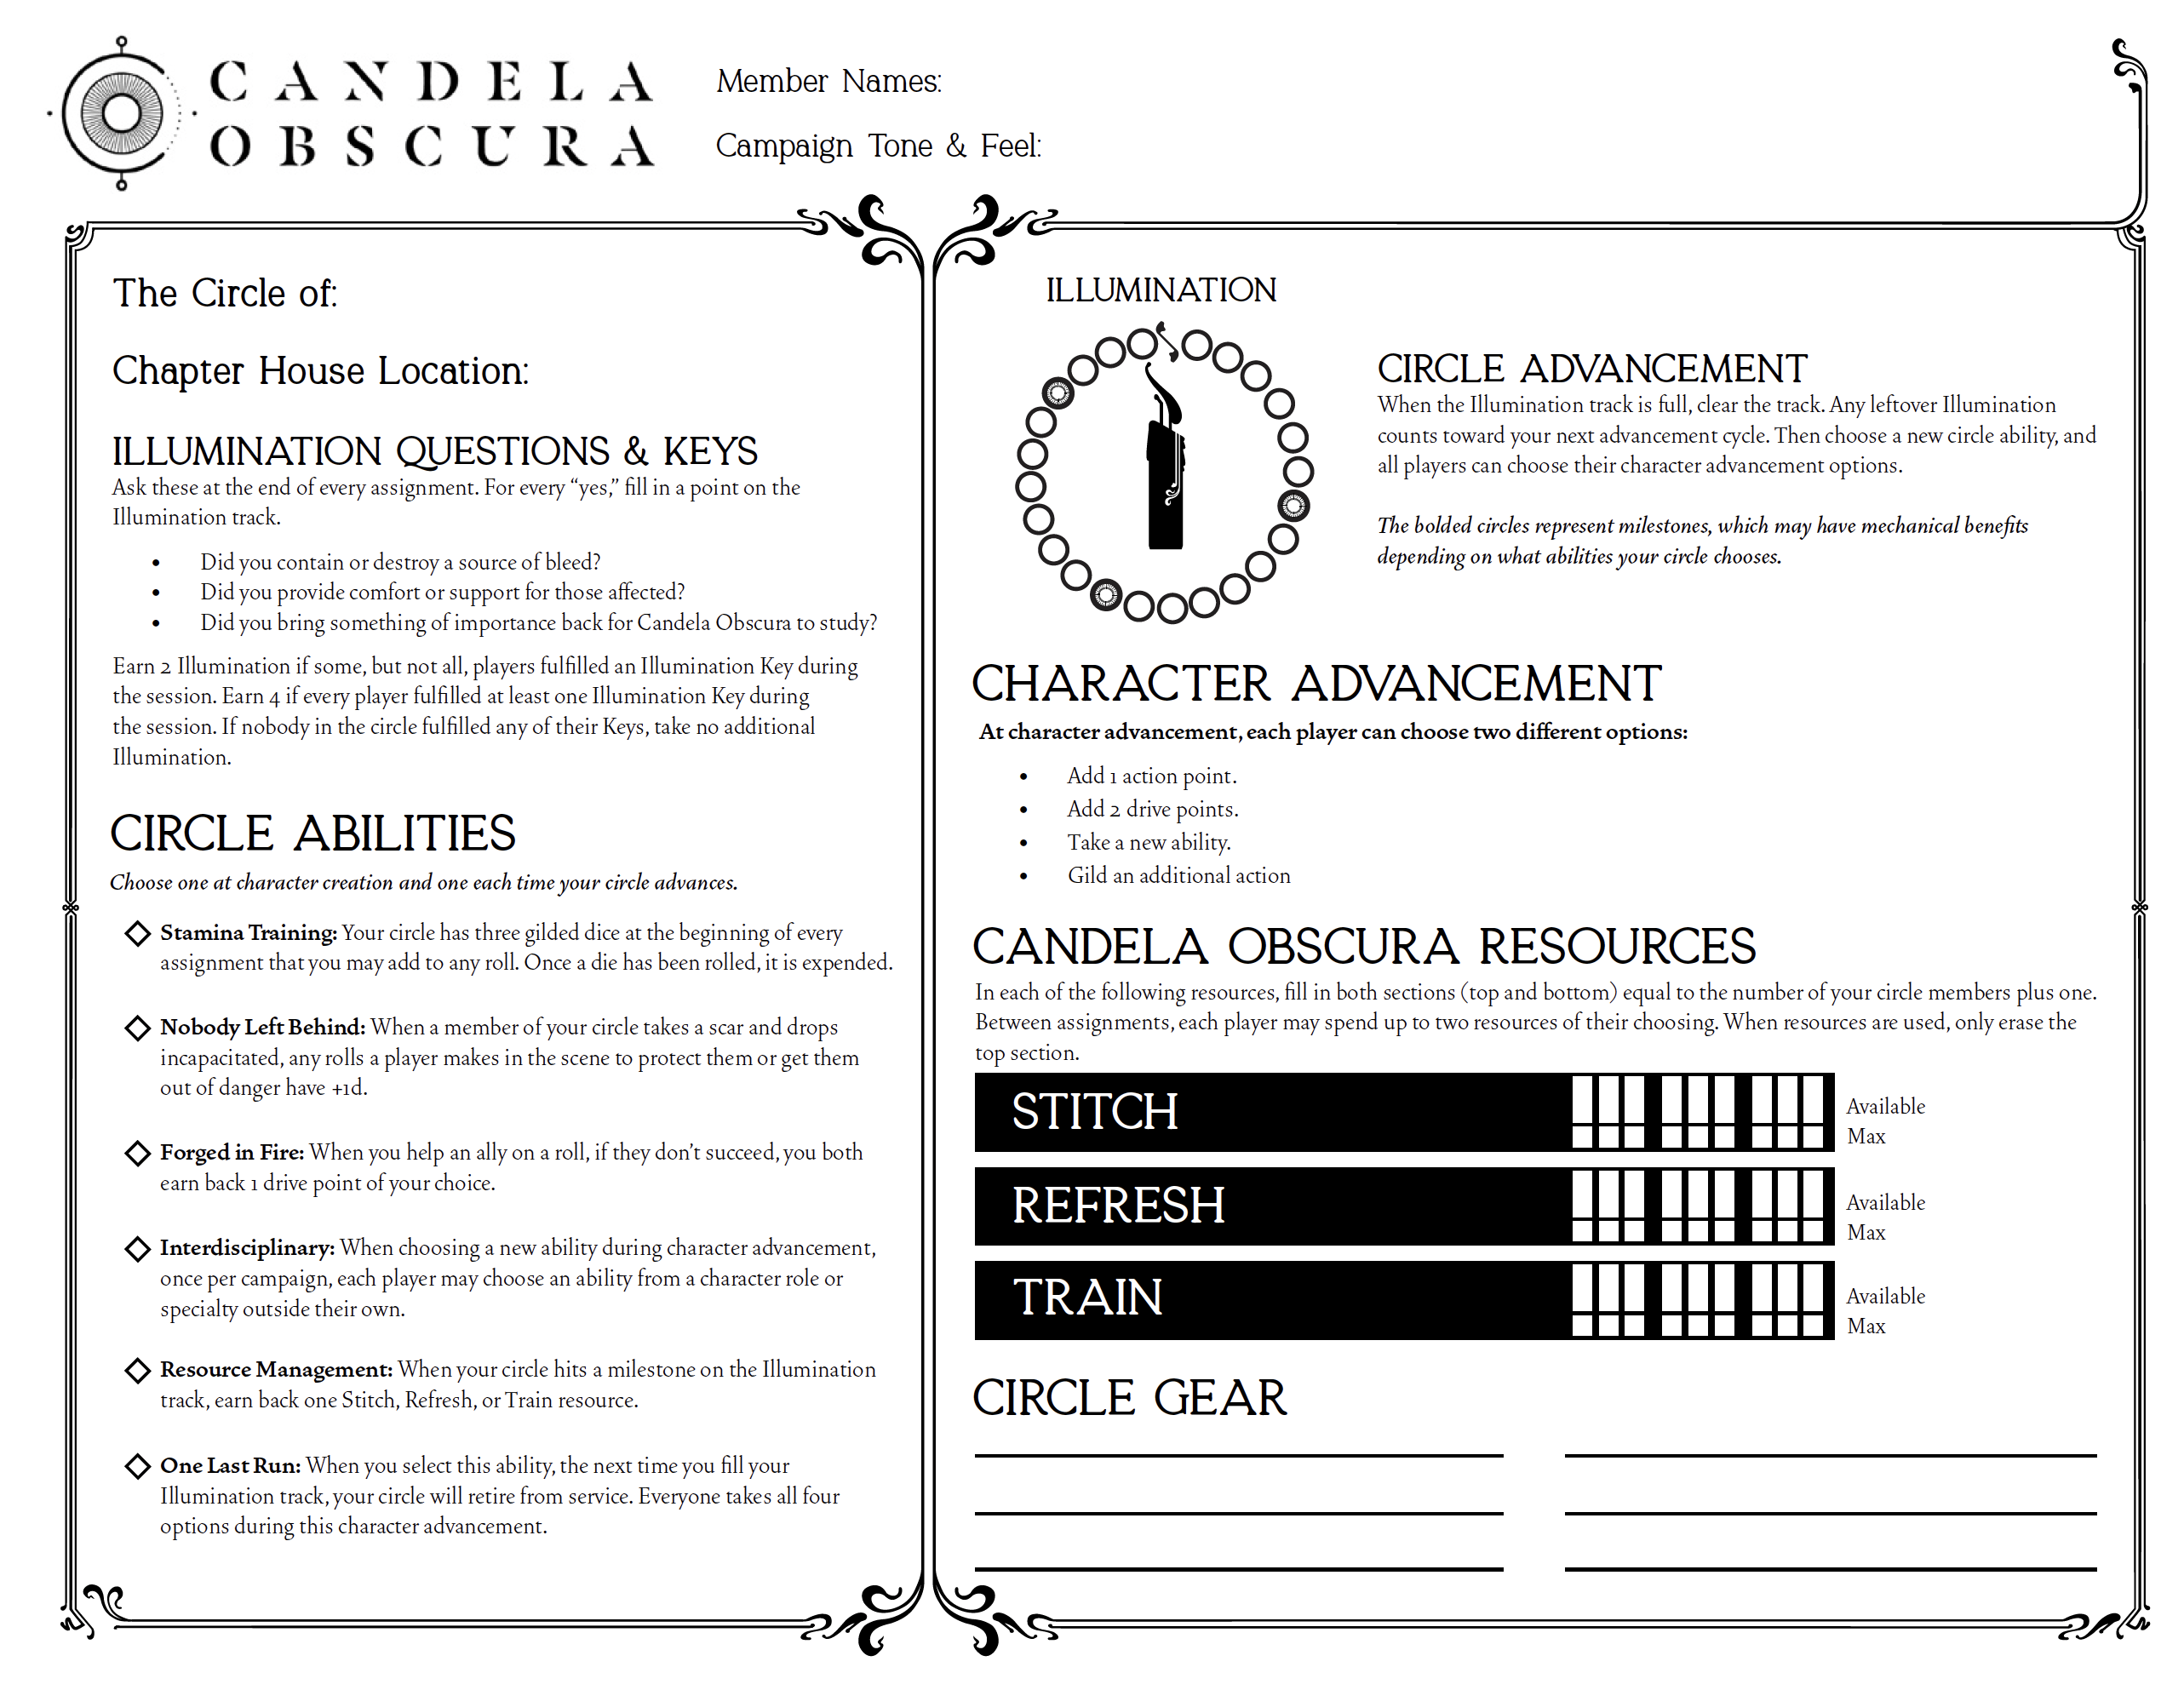 CANDELA
OBSCURA
Member Names:
Campaign Tone & Feel:
The Circle of:
Chapter House Location:
ILLUMINATION QUESTIONS & KEYS
Ask these at the end of every assignment. For every “yes,” fill in a point on the
Illumination track.
• Did you contain or destroy a source of bleed?
• Did you provide comfort or support for those affected?
• Did you bring something of importance back for Candela Obscura to study?
Earn 2 Illumination if some, but not all, players fulfilled an Illumination Key during
the session. Earn 4 if every player fulfilled at least one Illumination Key during
the session. If nobody in the circle fulfilled any of their Keys, take no additional
Illumination.
CIRCLE ABILITIES
Choose one at character creation and one each time your circle advances.
Stamina Training: Your circle has three gilded dice at the beginning of every
assignment that you may add to any roll. Once a die has been rolled, it is expended.
Nobody Left Behind: When a member of your circle takes a scar and drops
incapacitated, any rolls a player makes in the scene to protect them or get them
out of danger have +1d.
Forged in Fire: When you help an ally on a roll, if they don’t succeed, you both
earn back 1 drive point of your choice.
Interdisciplinary: When choosing a new ability during character advancement,
once per campaign, each player may choose an ability from a character role or
specialty outside their own.
Resource Management: When your circle hits a milestone on the Illumination
track, earn back one Stitch, Refresh, or Train resource.
One Last Run: When you select this ability, the next time you fill your
Illumination track, your circle will retire from service. Everyone takes all four
options during this character advancement.
ILLUMINATION
CIRCLE ADVANCEMENT
When the Illumination track is full, clear the track. Any leftover Illumination
counts toward your next advancement cycle. Then choose a new circle ability, and
all players can choose their character advancement options.
The bolded circles represent milestones, which may have mechanical benefits
depending on what abilities your circle chooses.
CHARACTER ADVANCEMENT
At character advancement, each player can choose two different options:
• Add 1 action point.
• Add 2 drive points.
• Take a new ability.
• Gild an additional action
CANDELA OBSCURA RESOURCES
In each of the following resources, fill in both sections (top and bottom) equal to the number of your circle members plus one.
Between assignments, each player may spend up to two resources of their choosing. When resources are used, only erase the
top section.
STITCH
Available
Max
REFRESH
Available
Max
TRAIN
Available
Max
CIRCLE GEAR